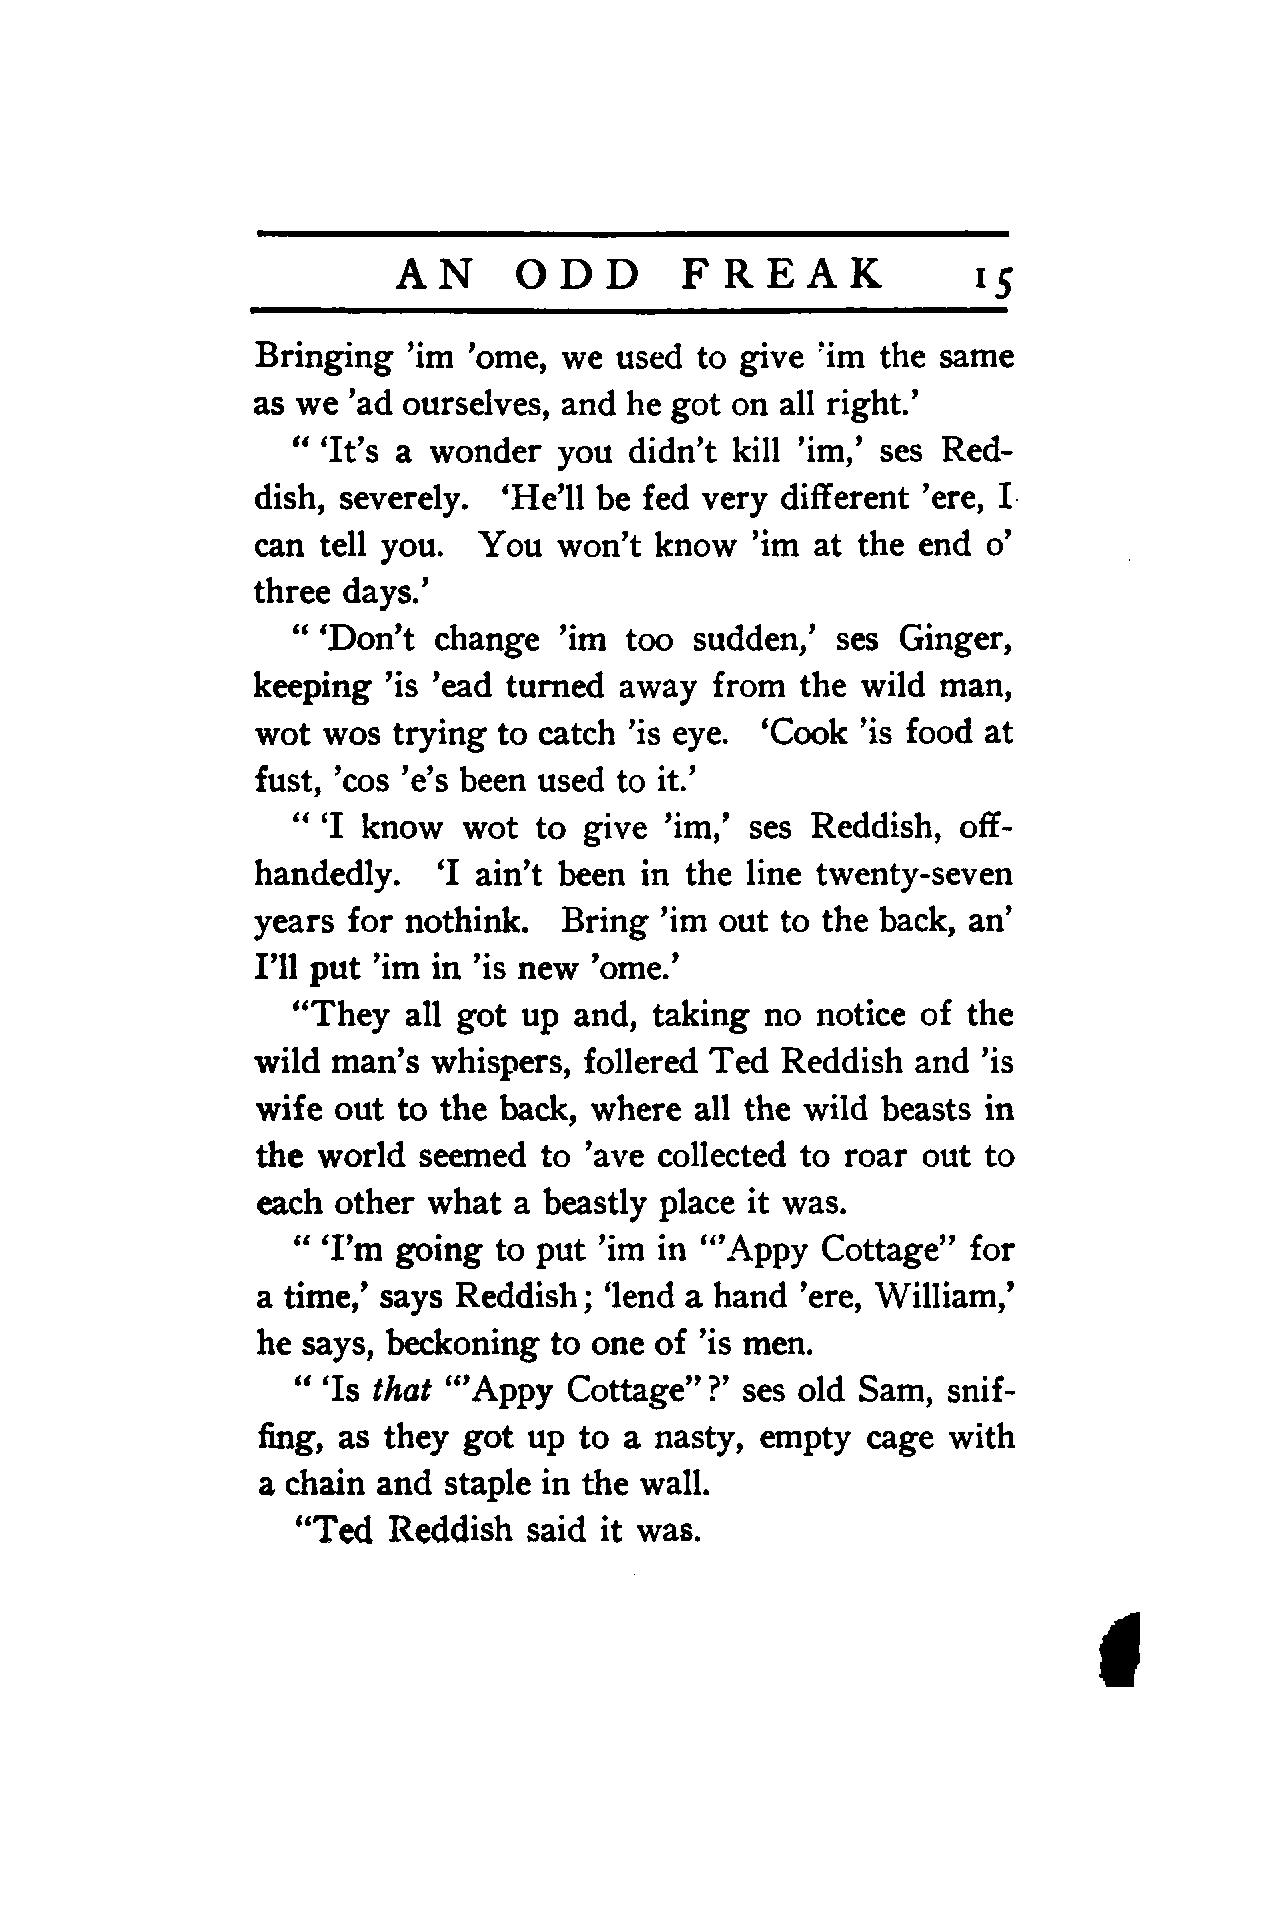 AN ODD FREAK 15
Bringing 'im 'ome, we used to give 'im the same
as we 'ad ourselves, and he got on all right.'
" 'It's a wonder you didn't kill 'im,' ses Red-
dish, severely. 'He'll be fed very different 'ere, I
can tell you. You won't know 'im at the end o'
three days.'
" 'Don't change 'im too sudden,' ses Ginger,
keeping 'is 'ead turned away from the wild man,
wot wos trying to catch 'is eye. 'Cook 'is food at
fust, 'cos 'e's been used to it.'
" 'I know wot to give 'im,' ses Reddish, off-
handedly. 'I ain't been in the line twenty-seven
years for nothink. Bring 'im out to the back, an'
I'll put 'im in 'is new 'ome.'
"They all got up and, taking no notice of the
wild man's whispers, follered Ted Reddish and 'is
wife out to the back, where all the wild beasts in
the world seemed to 'ave collected to roar out to
each other what a beastly place it was.
" 'I'm going to put 'im in "'Appy Cottage" for
a time,' says Reddish; 'lend a hand 'ere, William,'
he says, beckoning to one of 'is men.
" 'Is that "'Appy Cottage"?' ses old Sam, snif-
fing, as they got up to a nasty, empty cage with
a chain and staple in the wall.
"Ted Reddish said it was.